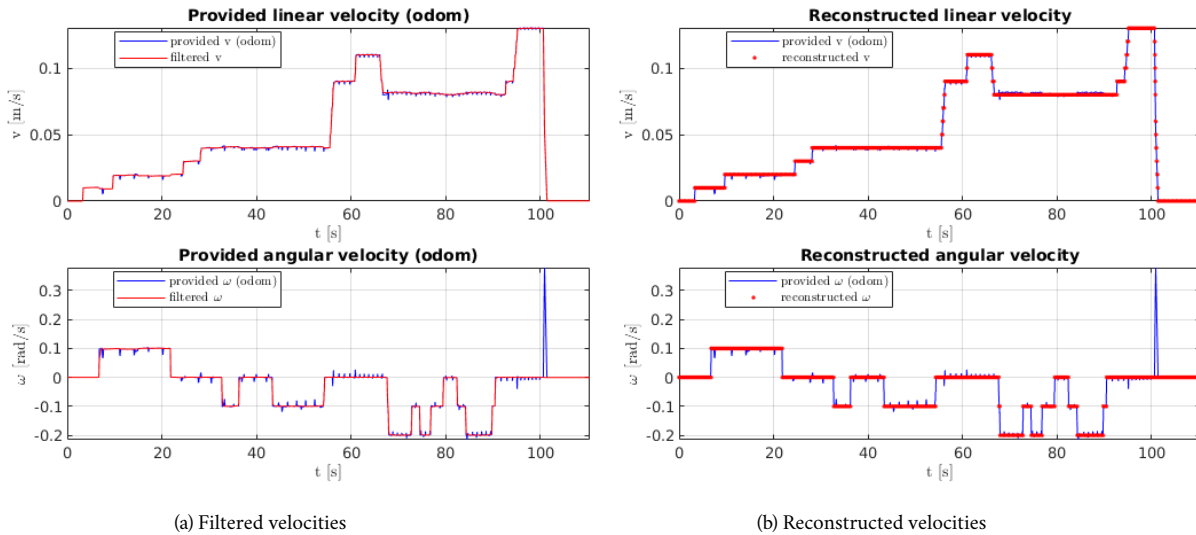 Provided linear velocity (odom)
provided v (odom)
filtered v
v [m/s]
0.1
0.05
0
0 20 40 60 80 100
t [s]
Provided angular velocity (odom)
provided ω (odom)
filtered ω
ω [rad/s]
0.3
0.2
0.1
0
-0.1
-0.2
0 20 40 60 80 100
t [s]
(a) Filtered velocities
Reconstructed linear velocity
provided v (odom)
reconstructed v
v [m/s]
0.1
0.05
0
0 20 40 60 80 100
t [s]
Reconstructed angular velocity
provided ω (odom)
reconstructed ω
ω [rad/s]
0.3
0.2
0.1
0
-0.1
-0.2
0 20 40 60 80 100
t [s]
(b) Reconstructed velocities